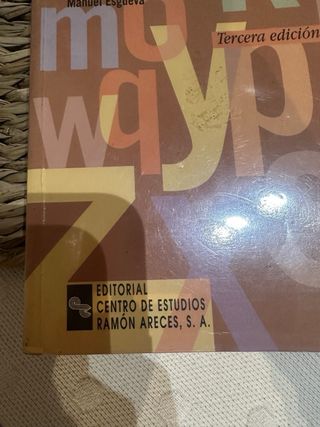 Manuel Esgueva
Tercera edición
m
w q y p
z x
EDITORIAL
CENTRO DE ESTUDIOS
RAMÓN ARECES, S. A.